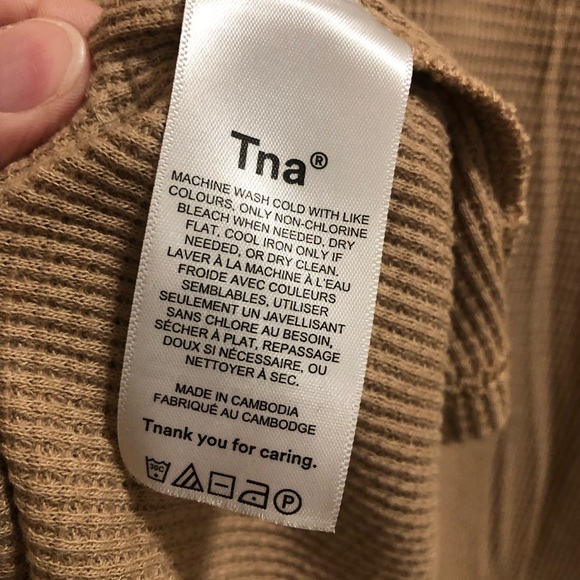 Tna®
MACHINE WASH COLD WITH LIKE
COLOURS, ONLY NON-CHLORINE
BLEACH WHEN NEEDED, DRY
FLAT. COOL IRON ONLY IF
NEEDED, OR DRY CLEAN.
LAVER À LA MACHINE À L'EAU
FROIDE AVEC COULEURS
SEMBLABLES, UTILISER
SEULEMENT UN JAVELLISANT
SANS CHLORE AU BESOIN,
SÉCHER À PLAT, REPASSAGE
DOUX SI NÉCESSAIRE, OU
NETTOYER À SEC.
MADE IN CAMBODIA
FABRIQUÉ AU CAMBODGE
Tnank you for caring.
30C P